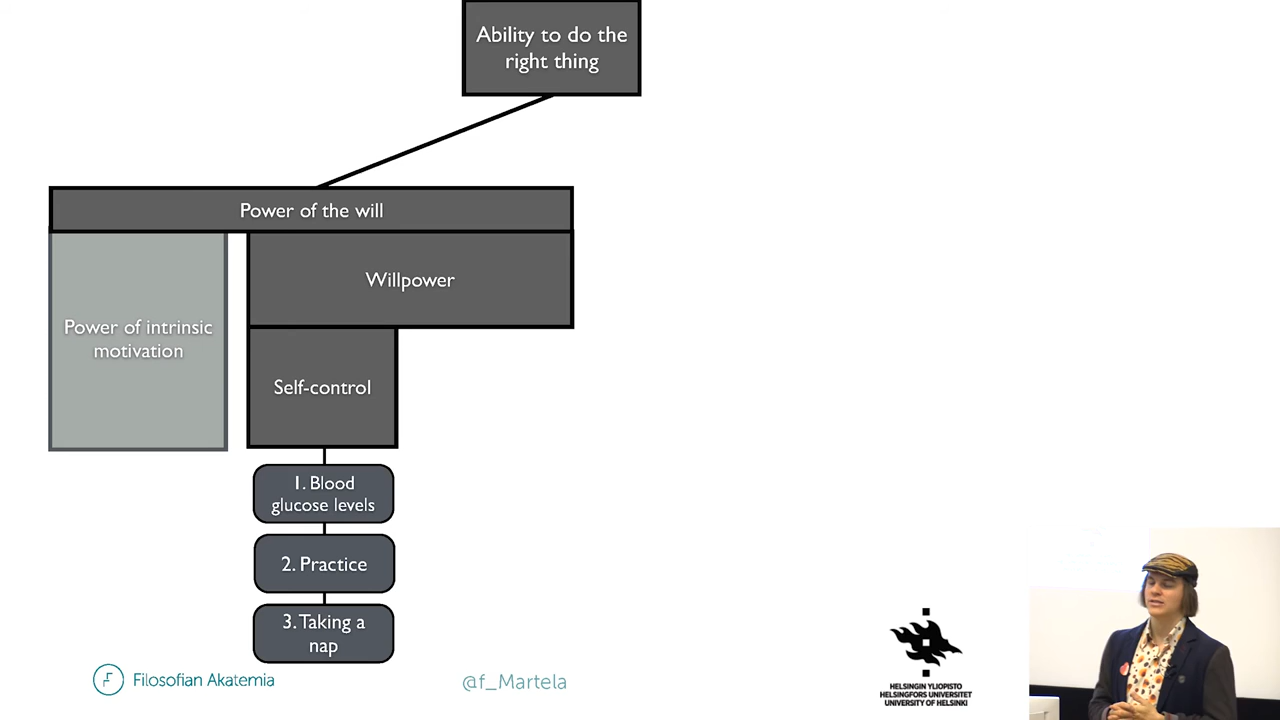 Ability to do the
right thing
Power of the will
Willpower
Power of intrinsic
motivation
Self-control
1. Blood
glucose levels
2. Practice
3. Taking a
nap
Filosofian Akatemia
@f_Martela
HELSINGIN YLIOPISTO
HELSINGFORS UNIVERSITET
UNIVERSITY OF HELSINKI